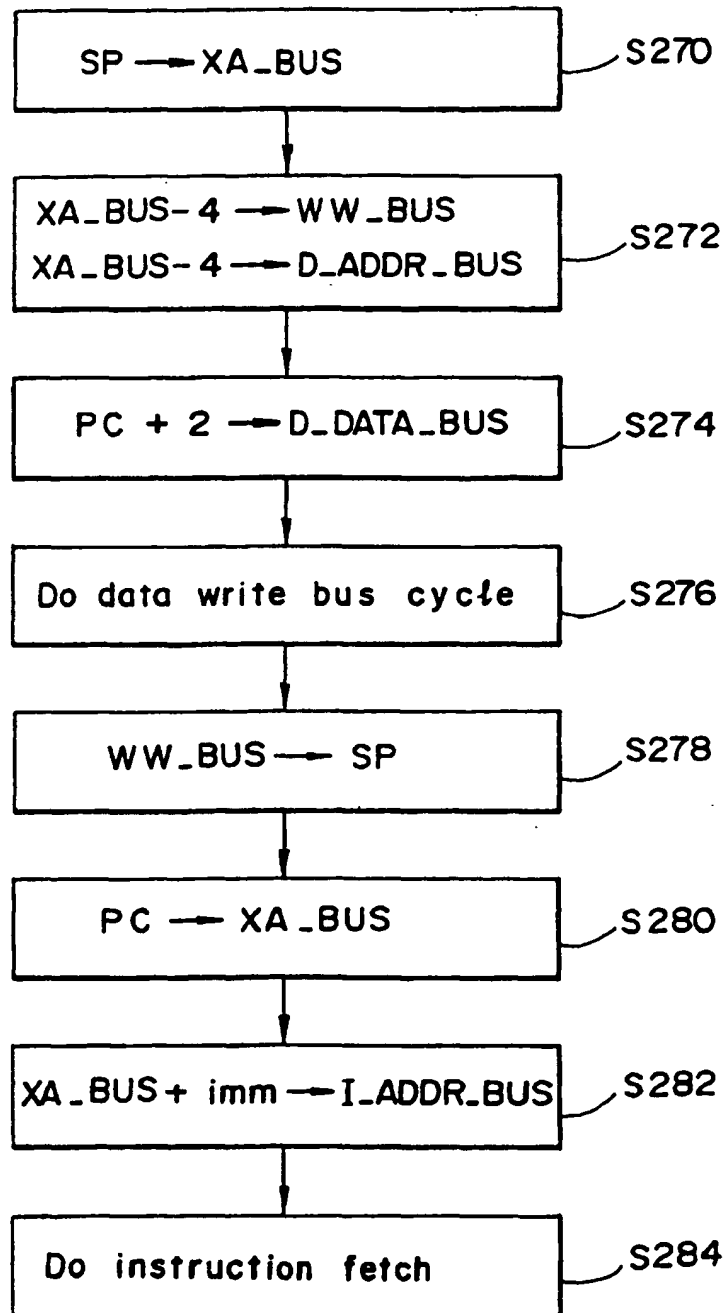 SP → XA_BUS
S270
XA_BUS-4 → WW_BUS
XA_BUS-4 → D_ADDR_BUS
S272
PC + 2 → D_DATA_BUS
S274
Do data write bus cycle
S276
WW_BUS → SP
S278
PC → XA_BUS
S280
XA_BUS + imm → I_ADDR_BUS
S282
Do instruction fetch
S284